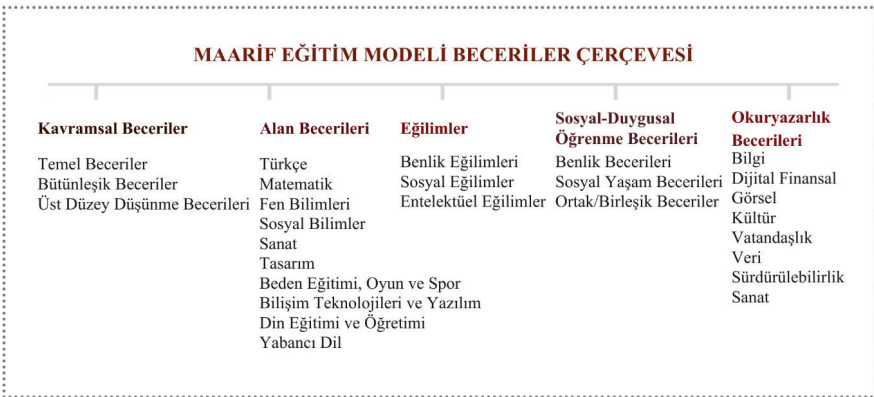 MAARİF EĞİTİM MODELİ BECERİLER ÇERÇEVESİ
Kavramsal Beceriler
Temel Beceriler
Bütünleşik Beceriler
Üst Düzey Düşünme Becerileri
Alan Becerileri
Türkçe
Matematik
Fen Bilimleri
Sosyal Bilimler
Sanat
Tasarım
Beden Eğitimi, Oyun ve Spor
Bilişim Teknolojileri ve Yazılım
Din Eğitimi ve Öğretimi
Yabancı Dil
Eğilimler
Benlik Eğilimleri
Sosyal Eğilimler
Entelektüel Eğilimler
Sosyal-Duygusal
Öğrenme Becerileri
Benlik Becerileri
Sosyal Yaşam Becerileri
Ortak/Birleşik Beceriler
Okuryazarlık
Becerileri
Bilgi
Dijital Finansal
Görsel
Kültür
Vatandaşlık
Veri
Sürdürülebilirlik
Sanat